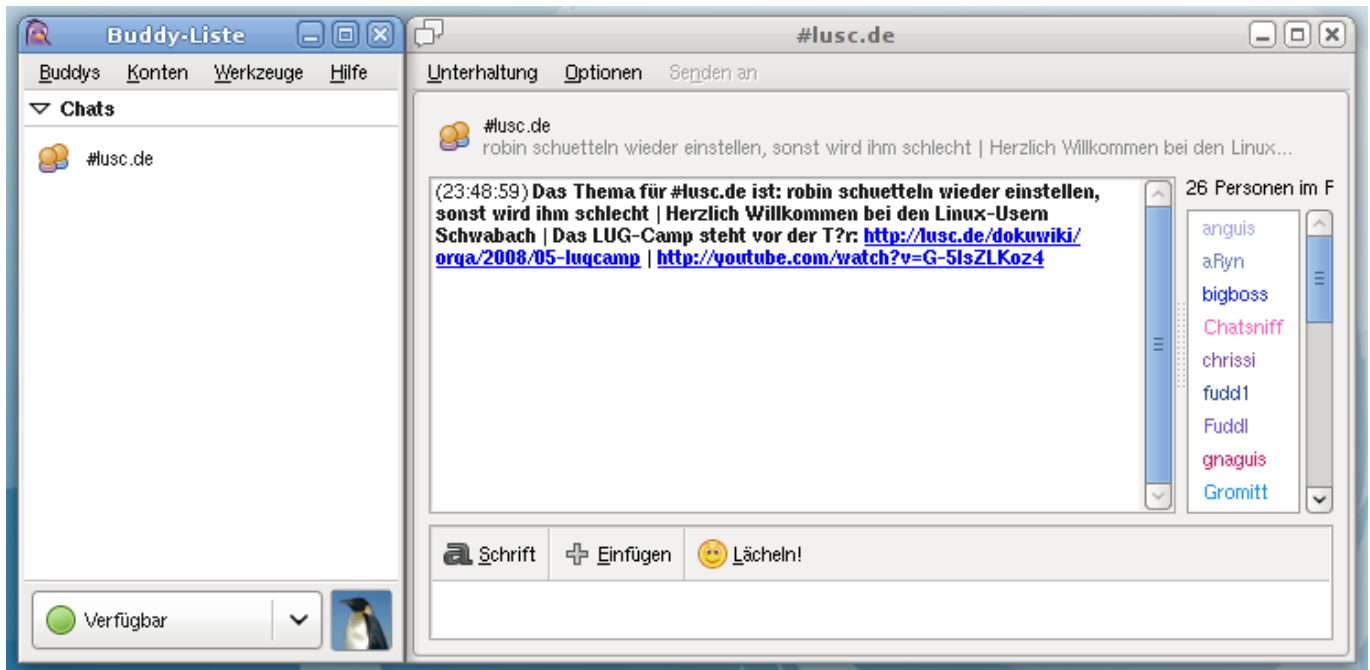 Buddy-Liste
Buddys Konten Werkzeuge Hilfe
Chats
#lusc.de
Verfügbar
#lusc.de
Unterhaltung Optionen Senden an
#lusc.de
robin schuetteln wieder einstellen, sonst wird ihm schlecht | Herzlich Willkommen bei den Linux...
(23:48:59) Das Thema für #lusc.de ist: robin schuetteln wieder einstellen,
sonst wird ihm schlecht | Herzlich Willkommen bei den Linux-Usern
Schwabach | Das LUG-Camp steht vor der T?r: http://lusc.de/dokuwiki/
orga/2008/05-lugcamp | http://youtube.com/watch?v=G-5IsZLKoz4
26 Personen im F
anguis
aRyn
bigboss
Chatsniff
chrissi
fudd1
Fuddl
gnaguis
Gromitt
Schrift Einfügen Lächeln!